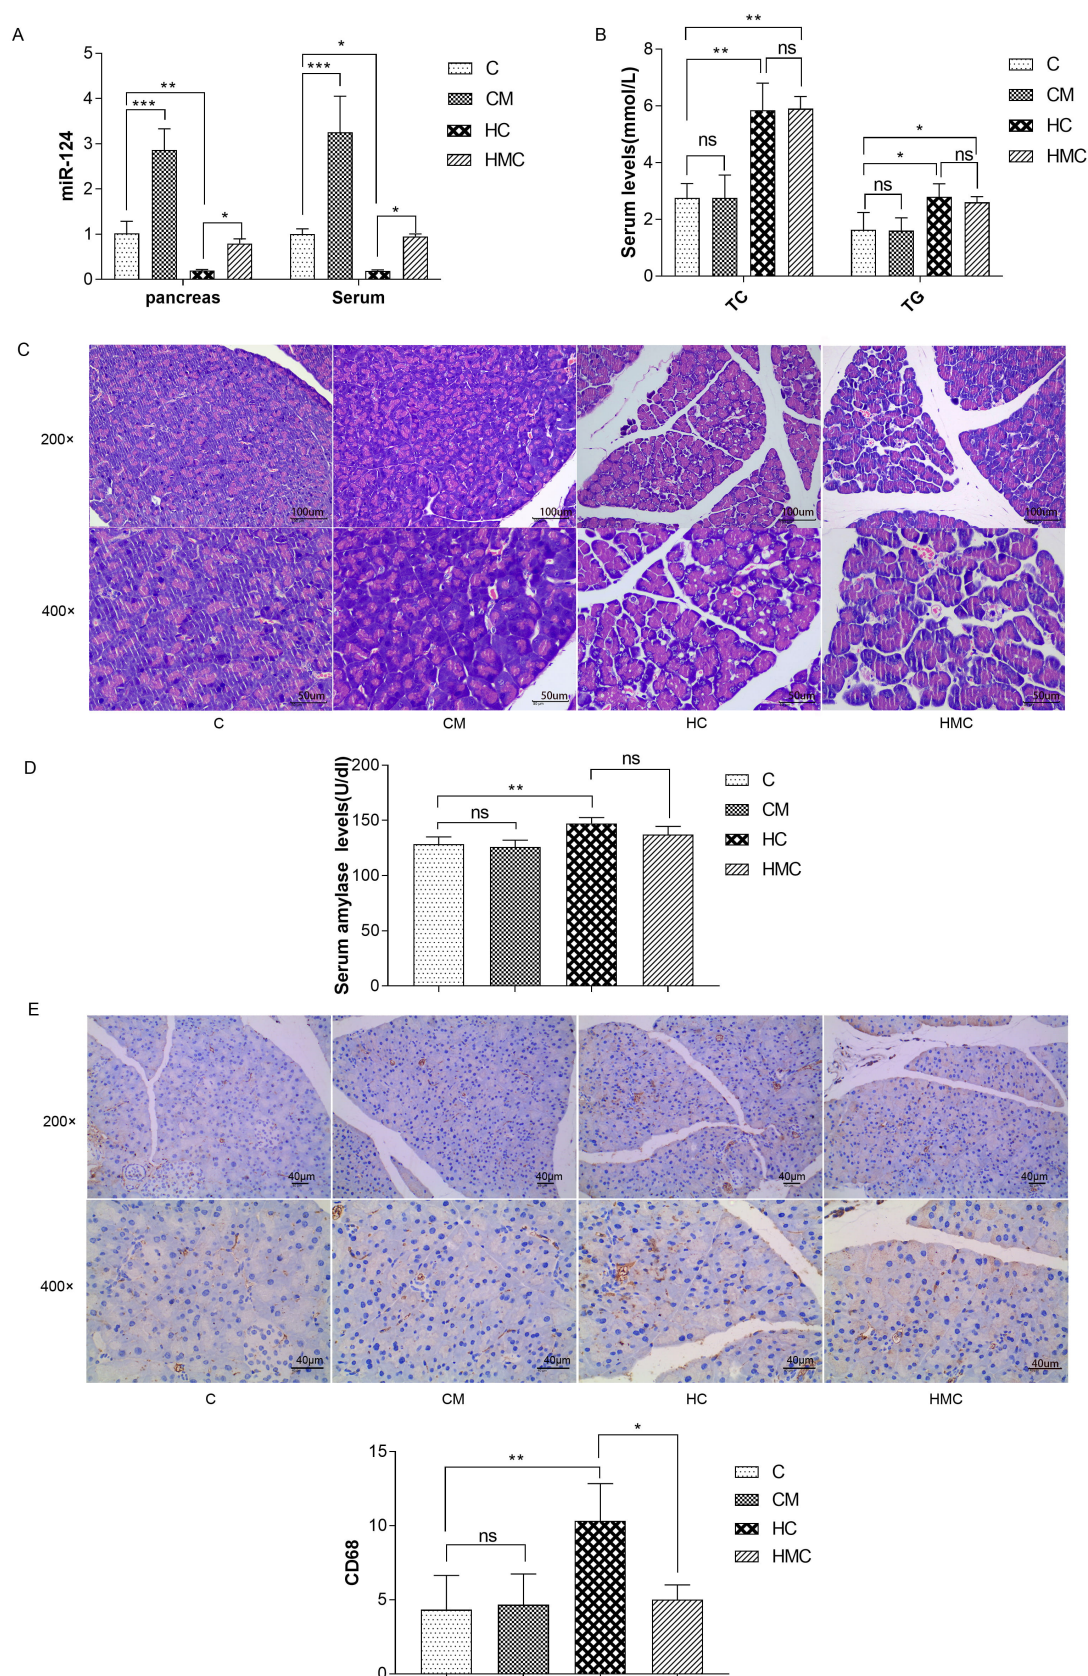 A
miR-124
5
4
3
2
1
0
**
***
*
*
***
*
pancreas
Serum
C
CM
HC
HMC
B
Serum levels(mmol/L)
8
6
4
2
0
**
**
ns
ns
*
*
ns
ns
TC
TG
C
CM
HC
HMC
C
200×
100um
100um
100um
100um
400×
50um
50um
50um
50um
C
CM
HC
HMC
D
Serum amylase levels(U/dl)
200
150
100
50
0
ns
**
ns
C
CM
HC
HMC
E
200×
40μm
40μm
40μm
40μm
400×
40μm
40μm
40μm
40um
C
CM
HC
HMC
CD68
15
10
5
0
*
**
ns
C
CM
HC
HMC